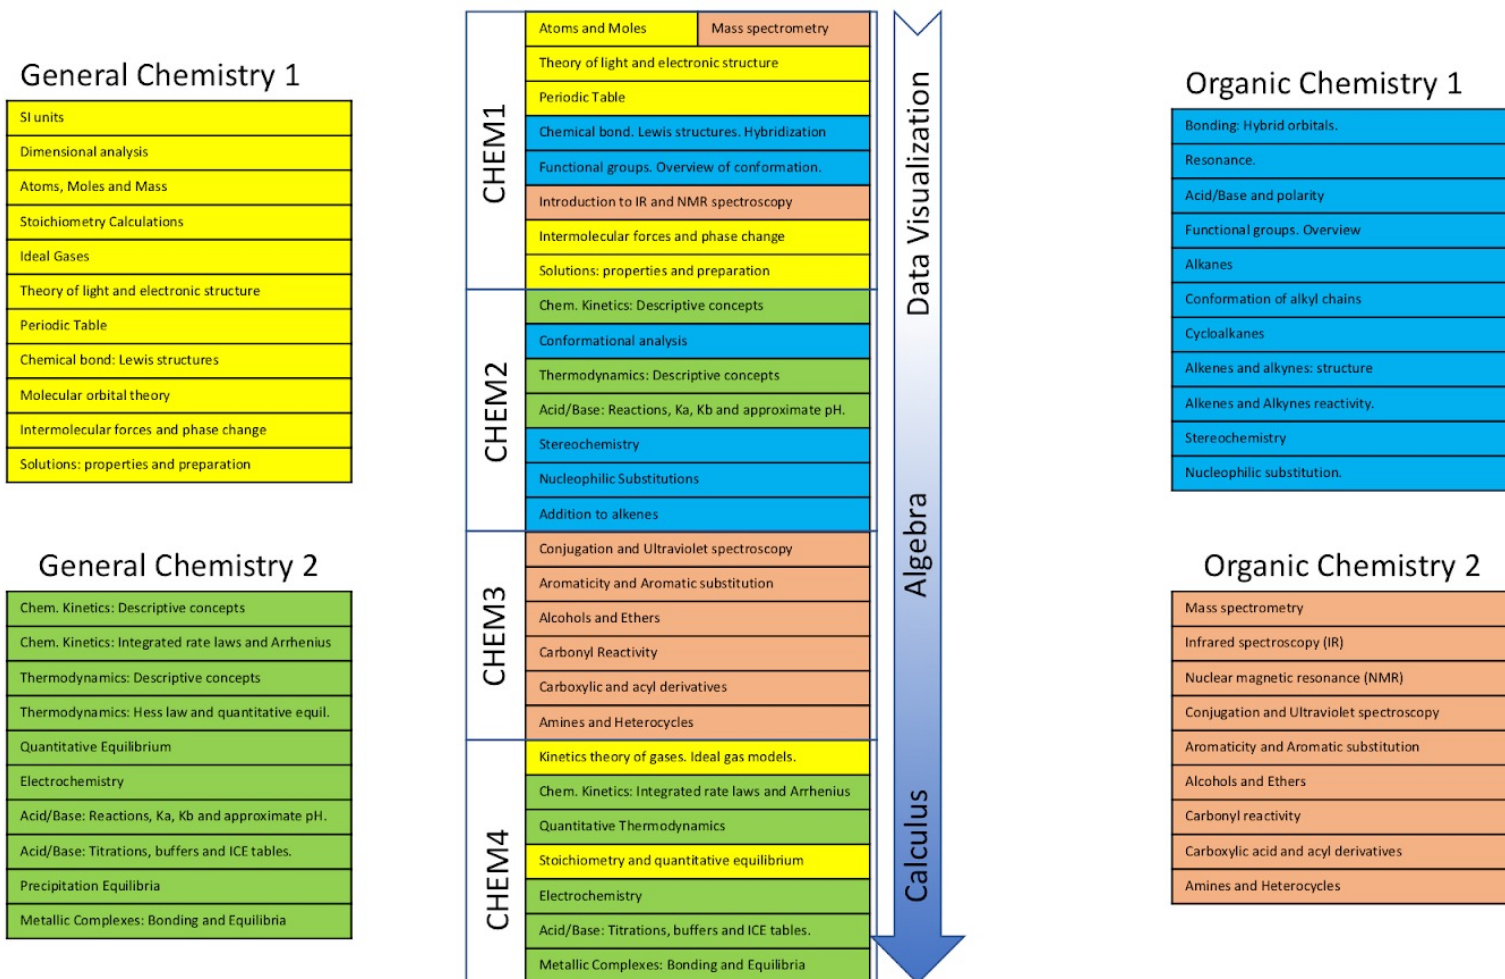 General Chemistry 1
SI units
Dimensional analysis
Atoms, Moles and Mass
Stoichiometry Calculations
Ideal Gases
Theory of light and electronic structure
Periodic Table
Chemical bond: Lewis structures
Molecular orbital theory
Intermolecular forces and phase change
Solutions: properties and preparation
General Chemistry 2
Chem. Kinetics: Descriptive concepts
Chem. Kinetics: Integrated rate laws and Arrhenius
Thermodynamics: Descriptive concepts
Thermodynamics: Hess law and quantitative equil.
Quantitative Equilibrium
Electrochemistry
Acid/Base: Reactions, Ka, Kb and approximate pH.
Acid/Base: Titrations, buffers and ICE tables.
Precipitation Equilibria
Metallic Complexes: Bonding and Equilibria
CHEM1
Atoms and Moles
Mass spectrometry
Theory of light and electronic structure
Periodic Table
Chemical bond. Lewis structures. Hybridization
Functional groups. Overview of conformation.
Introduction to IR and NMR spectroscopy
Intermolecular forces and phase change
Solutions: properties and preparation
CHEM2
Chem. Kinetics: Descriptive concepts
Conformational analysis
Thermodynamics: Descriptive concepts
Acid/Base: Reactions, Ka, Kb and approximate pH.
Stereochemistry
Nucleophilic Substitutions
Addition to alkenes
CHEM3
Conjugation and Ultraviolet spectroscopy
Aromaticity and Aromatic substitution
Alcohols and Ethers
Carbonyl Reactivity
Carboxylic and acyl derivatives
Amines and Heterocycles
CHEM4
Kinetics theory of gases. Ideal gas models.
Chem. Kinetics: Integrated rate laws and Arrhenius
Quantitative Thermodynamics
Stoichiometry and quantitative equilibrium
Electrochemistry
Acid/Base: Titrations, buffers and ICE tables.
Metallic Complexes: Bonding and Equilibria
Data Visualization
Algebra
Calculus
Organic Chemistry 1
Bonding: Hybrid orbitals.
Resonance.
Acid/Base and polarity
Functional groups. Overview
Alkanes
Conformation of alkyl chains
Cycloalkanes
Alkenes and alkynes: structure
Alkenes and Alkynes reactivity.
Stereochemistry
Nucleophilic substitution.
Organic Chemistry 2
Mass spectrometry
Infrared spectroscopy (IR)
Nuclear magnetic resonance (NMR)
Conjugation and Ultraviolet spectroscopy
Aromaticity and Aromatic substitution
Alcohols and Ethers
Carbonyl reactivity
Carboxylic acid and acyl derivatives
Amines and Heterocycles